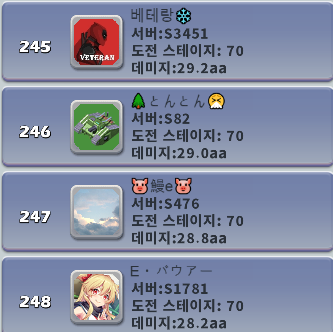 245
VETERAN
베테랑❄
서버:S3451
도전 스테이지: 70
데미지:29.2aa
246
🌲とんとん😤
서버:S82
도전 스테이지: 70
데미지:29.0aa
247
🐷鰻e🐷
서버:S476
도전 스테이지: 70
데미지:28.8aa
248
E・バウアー
서버:S1781
도전 스테이지: 70
데미지:28.2aa